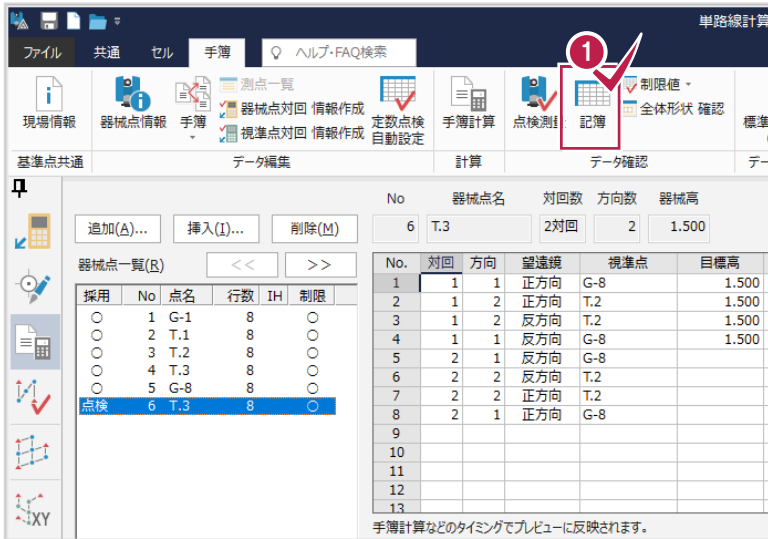 単路線計算
ファイル 共通 セル 手簿 ヘルプ・FAQ検索
1
現場情報
基準点共通
器械点情報
手簿
測点一覧
器械点対回 情報作成
視準点対回 情報作成
定数点検
自動設定
データ編集
手簿計算
計算
点検測量
記簿
制限値
全体形状 確認
データ確認
標準
デー
追加(A)... 挿入(I)... 削除(M)
器械点一覧(R) << >>
採用 No 点名 行数 IH 制限
○ 1 G-1 8 ○
○ 2 T.1 8 ○
○ 3 T.2 8 ○
○ 4 T.3 8 ○
○ 5 G-8 8 ○
点検 6 T.3 8 ○
No 器械点名 対回数 方向数 器械高
6 T.3 2対回 2 1.500
No. 対回 方向 望遠鏡 視準点 目標高
1 1 1 正方向 G-8 1.500
2 1 2 正方向 T.2 1.500
3 1 2 反方向 T.2 1.500
4 1 1 反方向 G-8 1.500
5 2 1 反方向 G-8
6 2 2 反方向 T.2
7 2 2 正方向 T.2
8 2 1 正方向 G-8
9
10
11
12
13
手簿計算などのタイミングでプレビューに反映されます。
XY